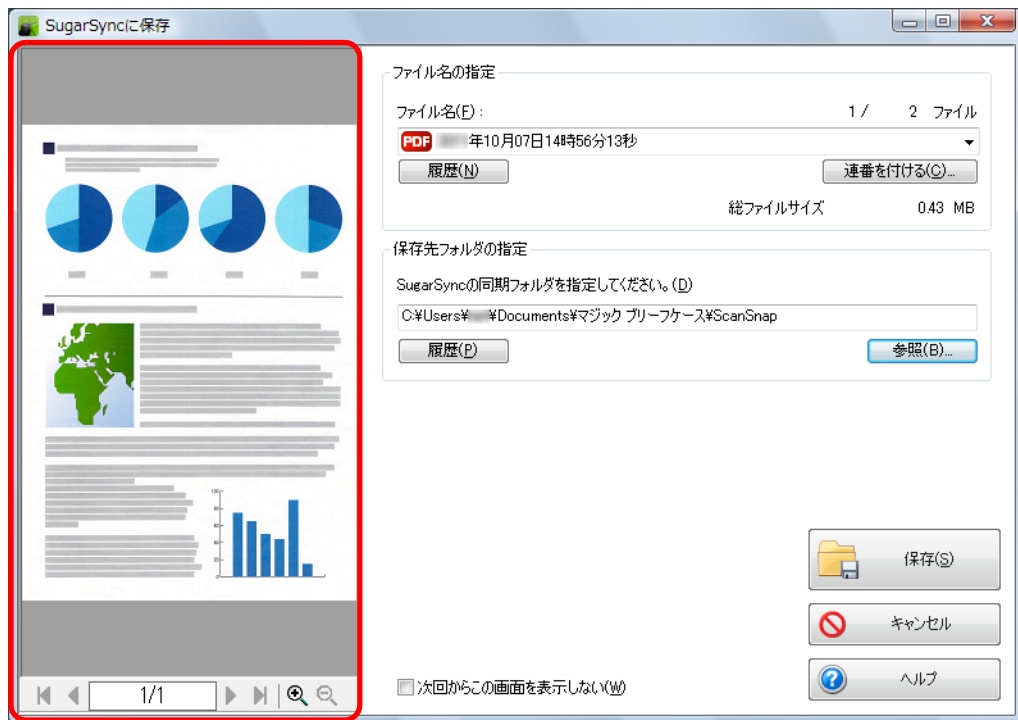 SugarSyncに保存
ファイル名の指定
ファイル名(F): 1 / 2 ファイル
PDF 年10月07日14時56分13秒
履歴(N) 連番を付ける(C)...
総ファイルサイズ 0.43 MB
保存先フォルダの指定
SugarSyncの同期フォルダを指定してください。(D)
C:¥Users¥ ¥Documents¥マジック ブリーフケース¥ScanSnap
履歴(P) 参照(B)...
保存(S)
キャンセル
ヘルプ
次回からこの画面を表示しない(W)
1/1